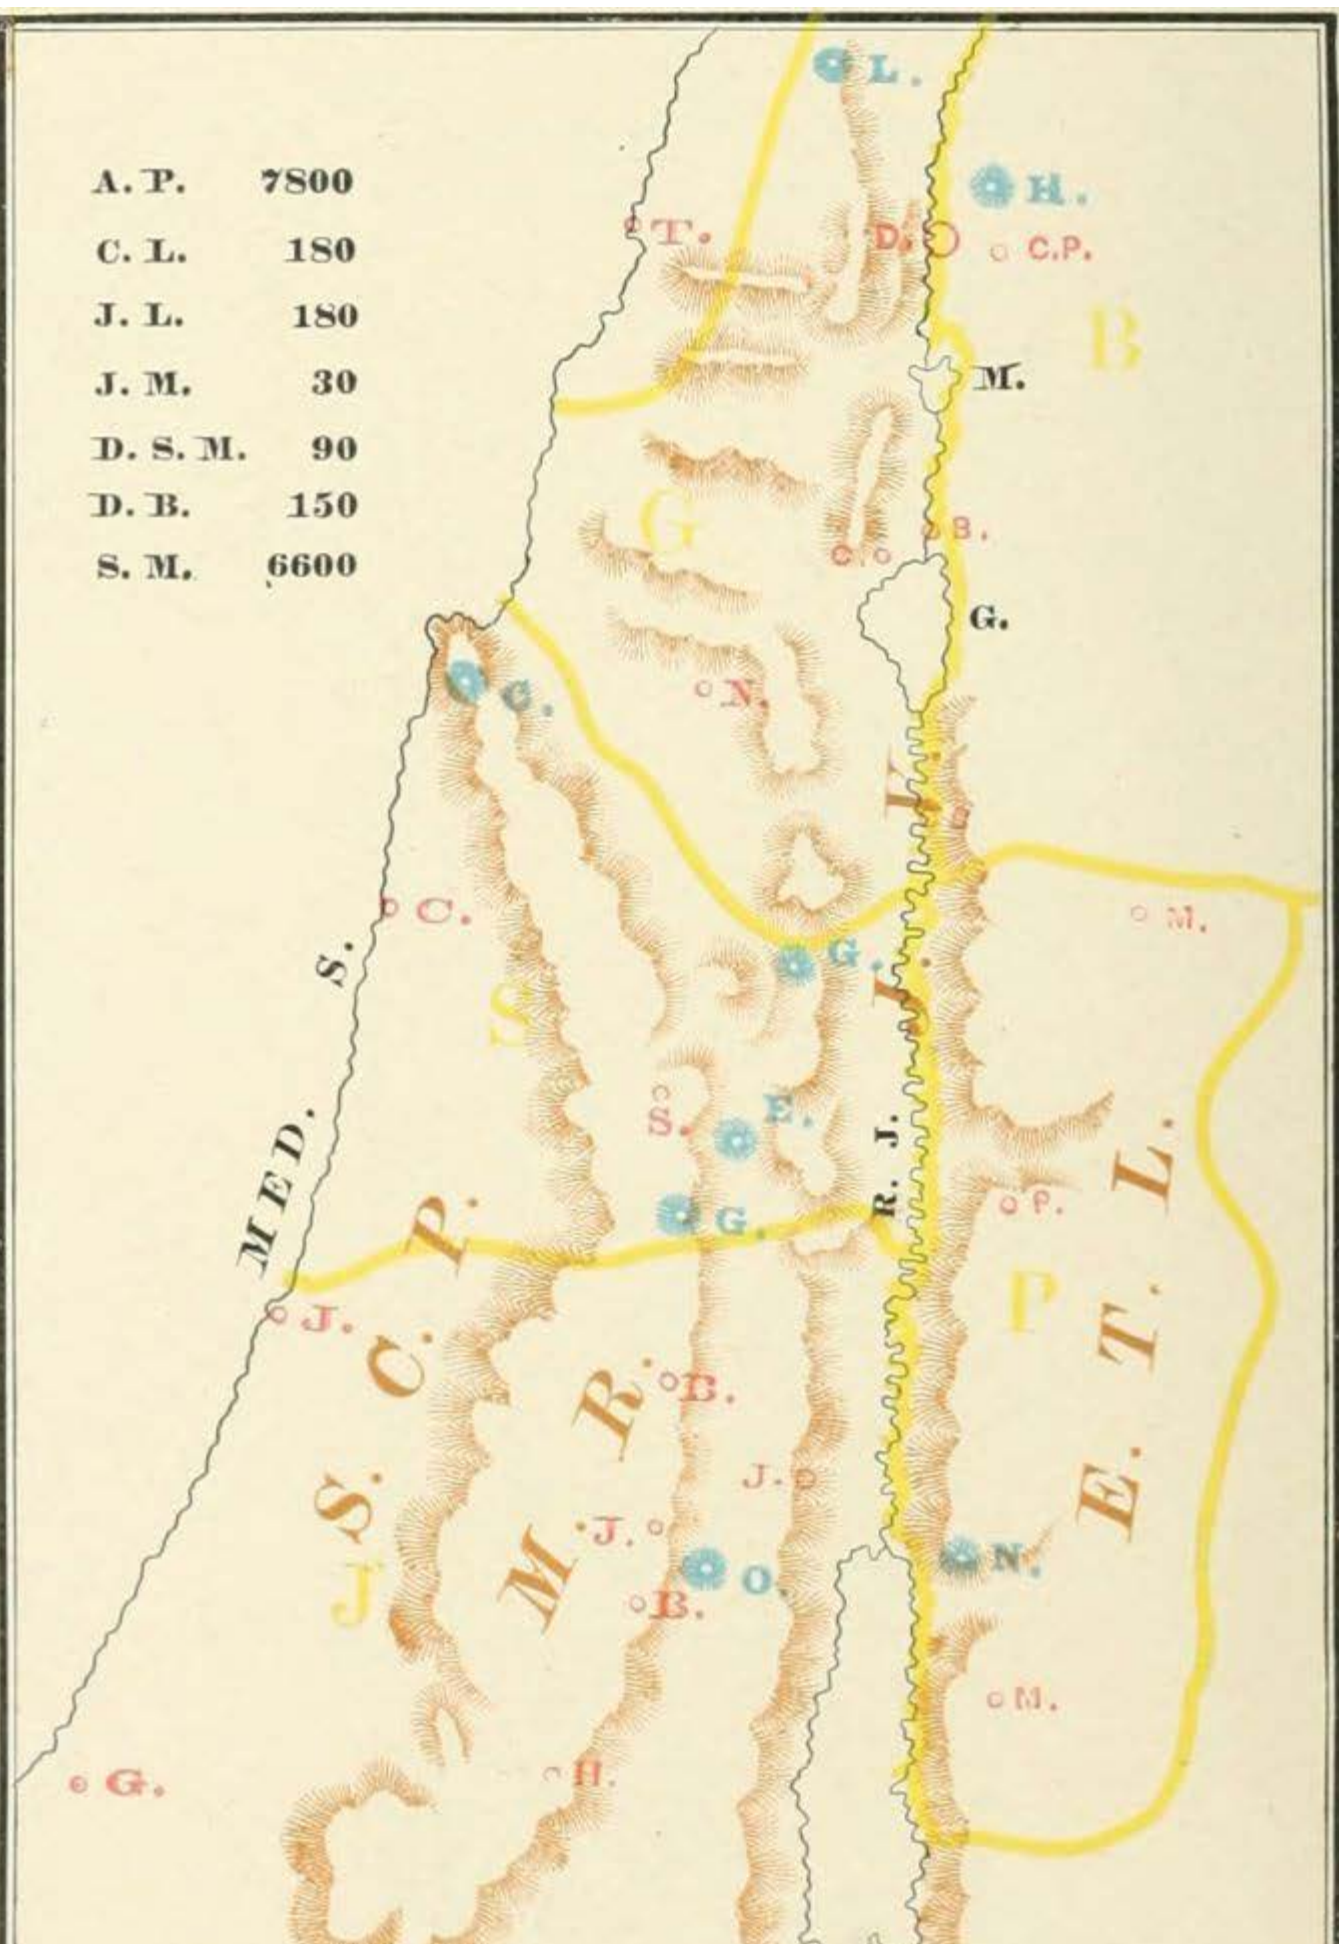 L.
H.
A. P. 7800
T.
D.
C.P.
C. L. 180
J. L. 180
B
M.
J. M. 30
D. S. M. 90
D. B. 150
G
B.
C.
S. M. 6600
G.
C.
N.
K.
S
C.
M.
S.
G.
L.
S
MED.
S.
E.
R. J.
E. T. L.
P.
G.
S. C. P.
P
J.
M. R.
B.
J.
J.
N.
O.
J
B.
M.
H.
G.